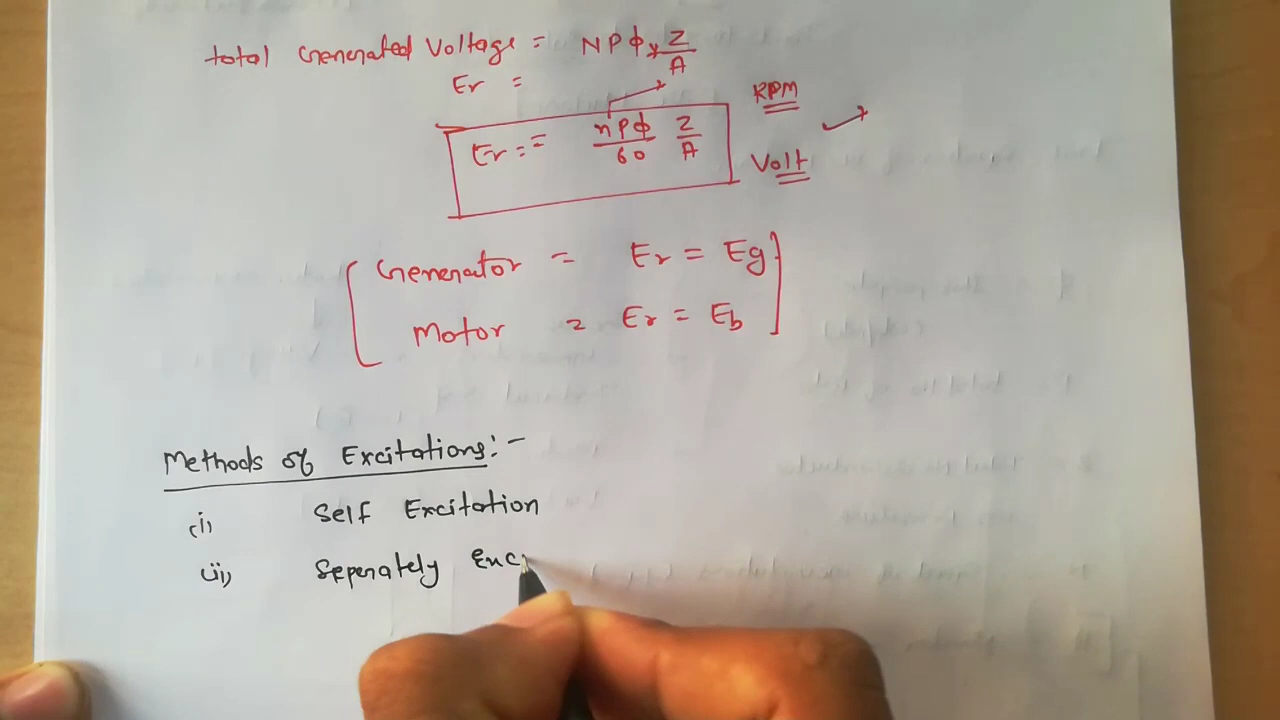 total Generated Voltage = NPϕ × Z/A
Er =
Er := = nPϕ/60 Z/A
RPM
Volt
Generator = Er = Eg
Motor = Er = Eb
Methods of Excitations:-
(i) Self Excitation
(ii) Seperately Exc